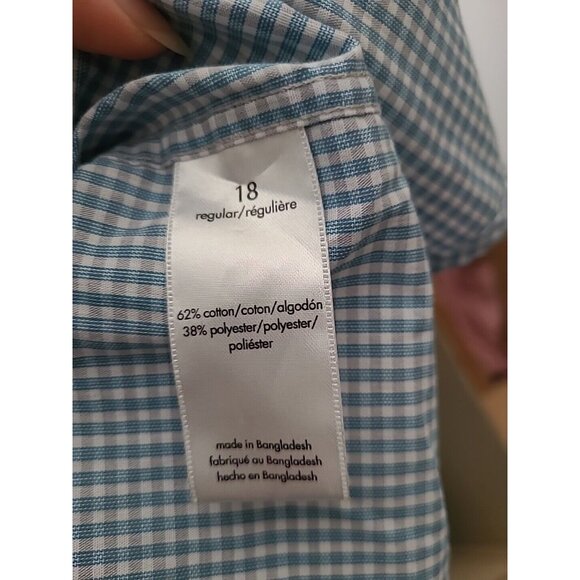 18
regular/régulière
62% cotton/coton/algodón
38% polyester/polyester/
poliéster
made in Bangladesh
fabriqué au Bangladesh
hecho en Bangladesh